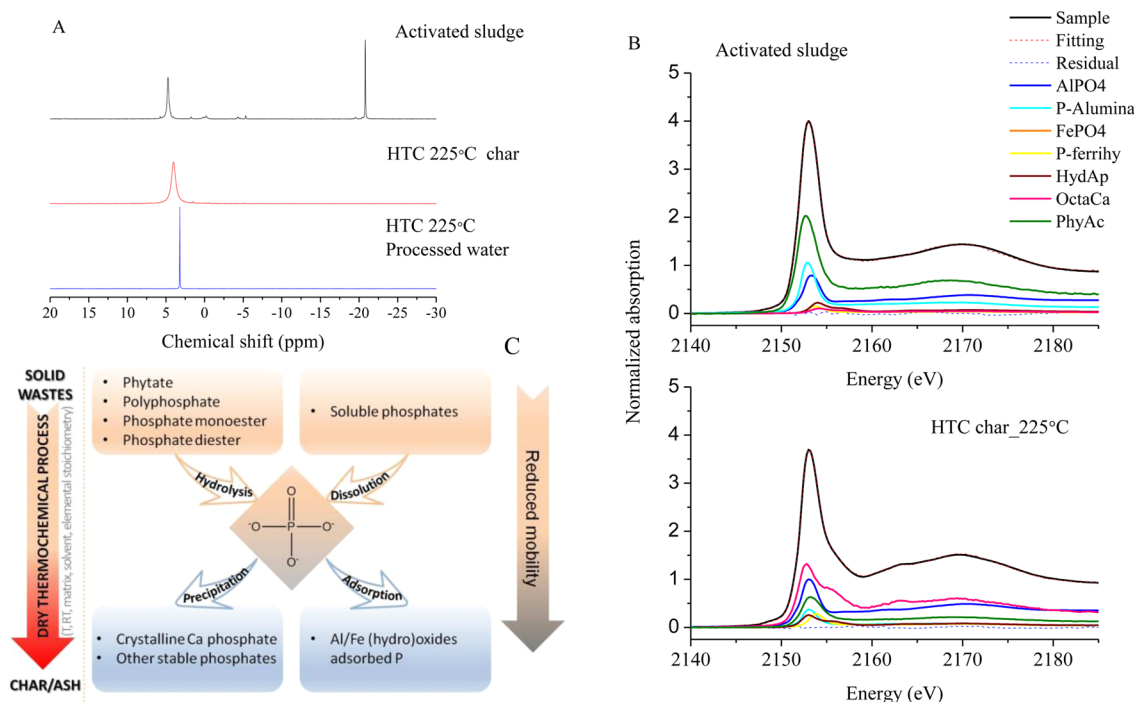 A
Activated sludge
HTC 225°C char
HTC 225°C
Processed water
20 15 10 5 0 -5 -10 -15 -20 -25 -30
Chemical shift (ppm)
B
Activated sludge
Sample
Fitting
Residual
AlPO4
P-Alumina
FePO4
P-ferrihy
HydAp
OctaCa
PhyAc
5
4
3
2
1
0
2140 2150 2160 2170 2180
Energy (eV)
Normalized absorption
HTC char_225°C
5
4
3
2
1
0
2140 2150 2160 2170 2180
Energy (eV)
C
SOLID
WASTES
DRY THERMOCHEMICAL PROCESS
(T, RT, matrix, solvent, elemental stoichiometry)
CHAR/ASH
• Phytate
• Polyphosphate
• Phosphate monoester
• Phosphate diester
• Soluble phosphates
Hydrolysis
Dissolution
O
-O P O-
O-
Precipitation
Adsorption
• Crystalline Ca phosphate
• Other stable phosphates
• Al/Fe (hydro)oxides
adsorbed P
Reduced mobility